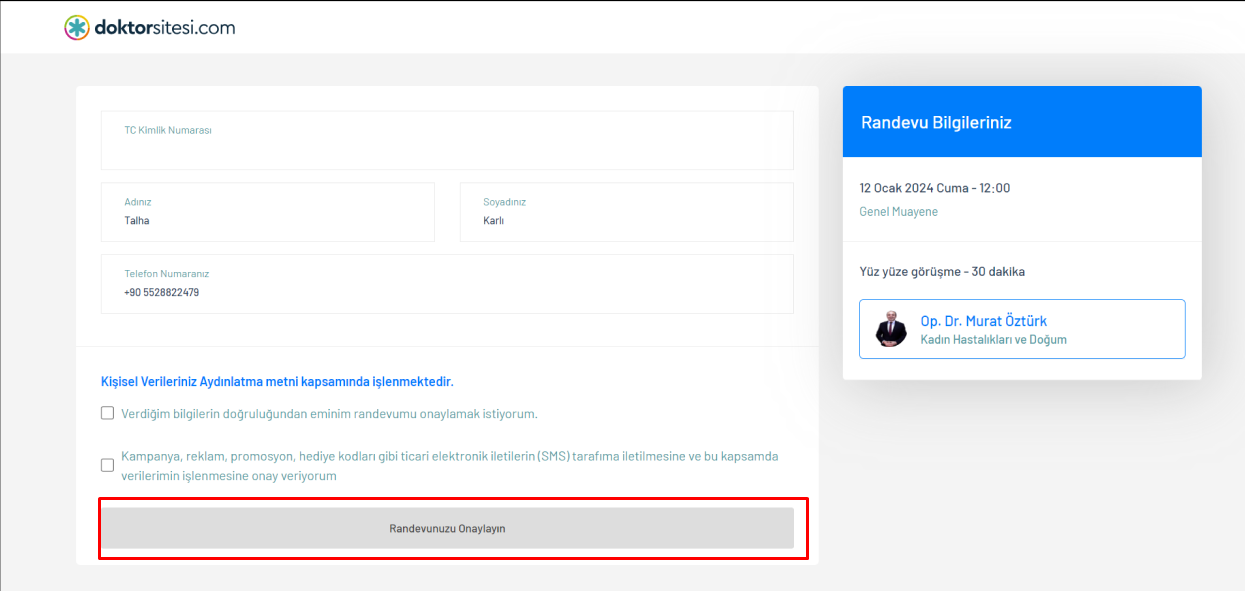 doktorsitesi.com
TC Kimlik Numarası
Adınız
Talha
Soyadınız
Karlı
Telefon Numaranız
+90 5528822479
Kişisel Verileriniz Aydınlatma metni kapsamında işlenmektedir.
Verdiğim bilgilerin doğruluğundan eminim randevumu onaylamak istiyorum.
Kampanya, reklam, promosyon, hediye kodları gibi ticari elektronik iletilerin (SMS) tarafıma iletilmesine ve bu kapsamda
verilerimin işlenmesine onay veriyorum
Randevunuzu Onaylayın
Randevu Bilgileriniz
12 Ocak 2024 Cuma - 12:00
Genel Muayene
Yüz yüze görüşme - 30 dakika
Op. Dr. Murat Öztürk
Kadın Hastalıkları ve Doğum